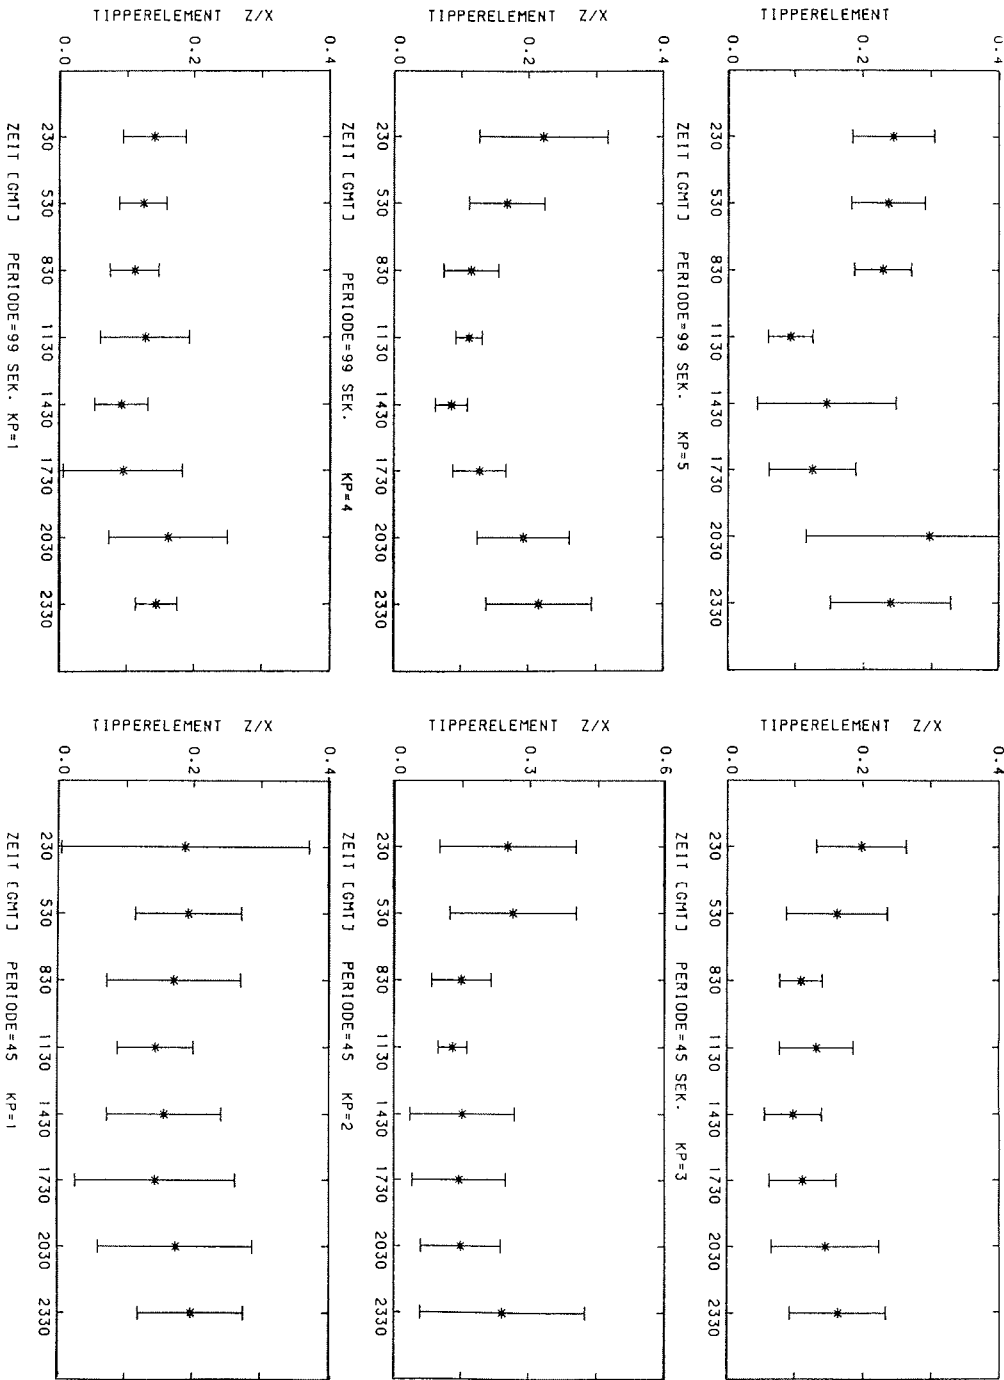 TIPPERELEMENT
0.4
0.2
0.0
230 530 830 1130 1430 1730 2030 2330
ZEIT [GMT] PERIODE=99 SEK. KP=5
TIPPERELEMENT Z/X
0.4
0.2
0.0
230 530 830 1130 1430 1730 2030 2330
ZEIT [GMT] PERIODE=45 SEK. KP=3
TIPPERELEMENT Z/X
0.4
0.2
0.0
230 530 830 1130 1430 1730 2030 2330
ZEIT [GMT] PERIODE=99 SEK. KP=4
TIPPERELEMENT Z/X
0.6
0.3
0.0
230 530 830 1130 1430 1730 2030 2330
ZEIT [GMT] PERIODE=45 KP=2
TIPPERELEMENT Z/X
0.4
0.2
0.0
230 530 830 1130 1430 1730 2030 2330
ZEIT [GMT] PERIODE=99 SEK. KP=1
TIPPERELEMENT Z/X
0.4
0.2
0.0
230 530 830 1130 1430 1730 2030 2330
ZEIT [GMT] PERIODE=45 KP=1